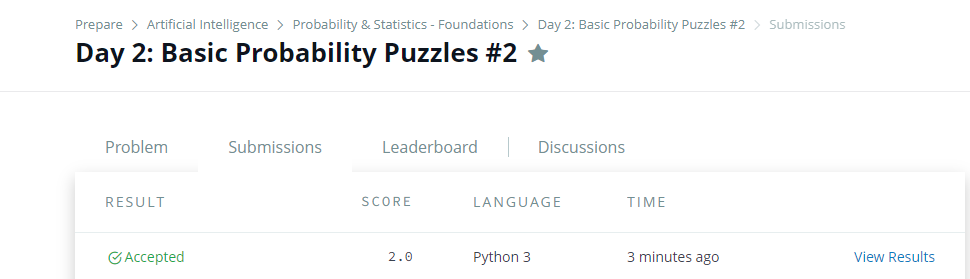 Prepare > Artificial Intelligence > Probability & Statistics - Foundations > Day 2: Basic Probability Puzzles #2 > Submissions
Day 2: Basic Probability Puzzles #2
Problem Submissions Leaderboard Discussions
RESULT SCORE LANGUAGE TIME
Accepted 2.0 Python 3 3 minutes ago View Results